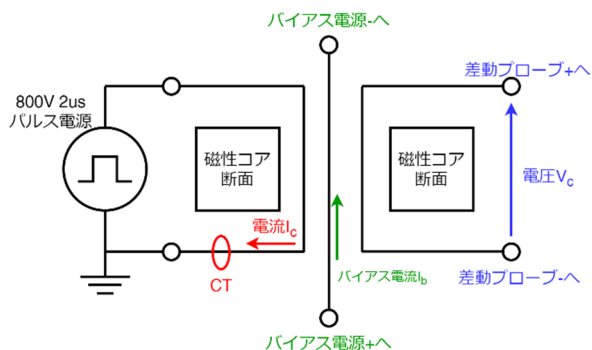 バイアス電源-へ
差動プローブ+へ
800V 2us
パルス電源
磁性コア
断面
磁性コア
断面
電圧Vc
電流Ic
CT
バイアス電流Ib
差動プローブ-へ
バイアス電源+へ